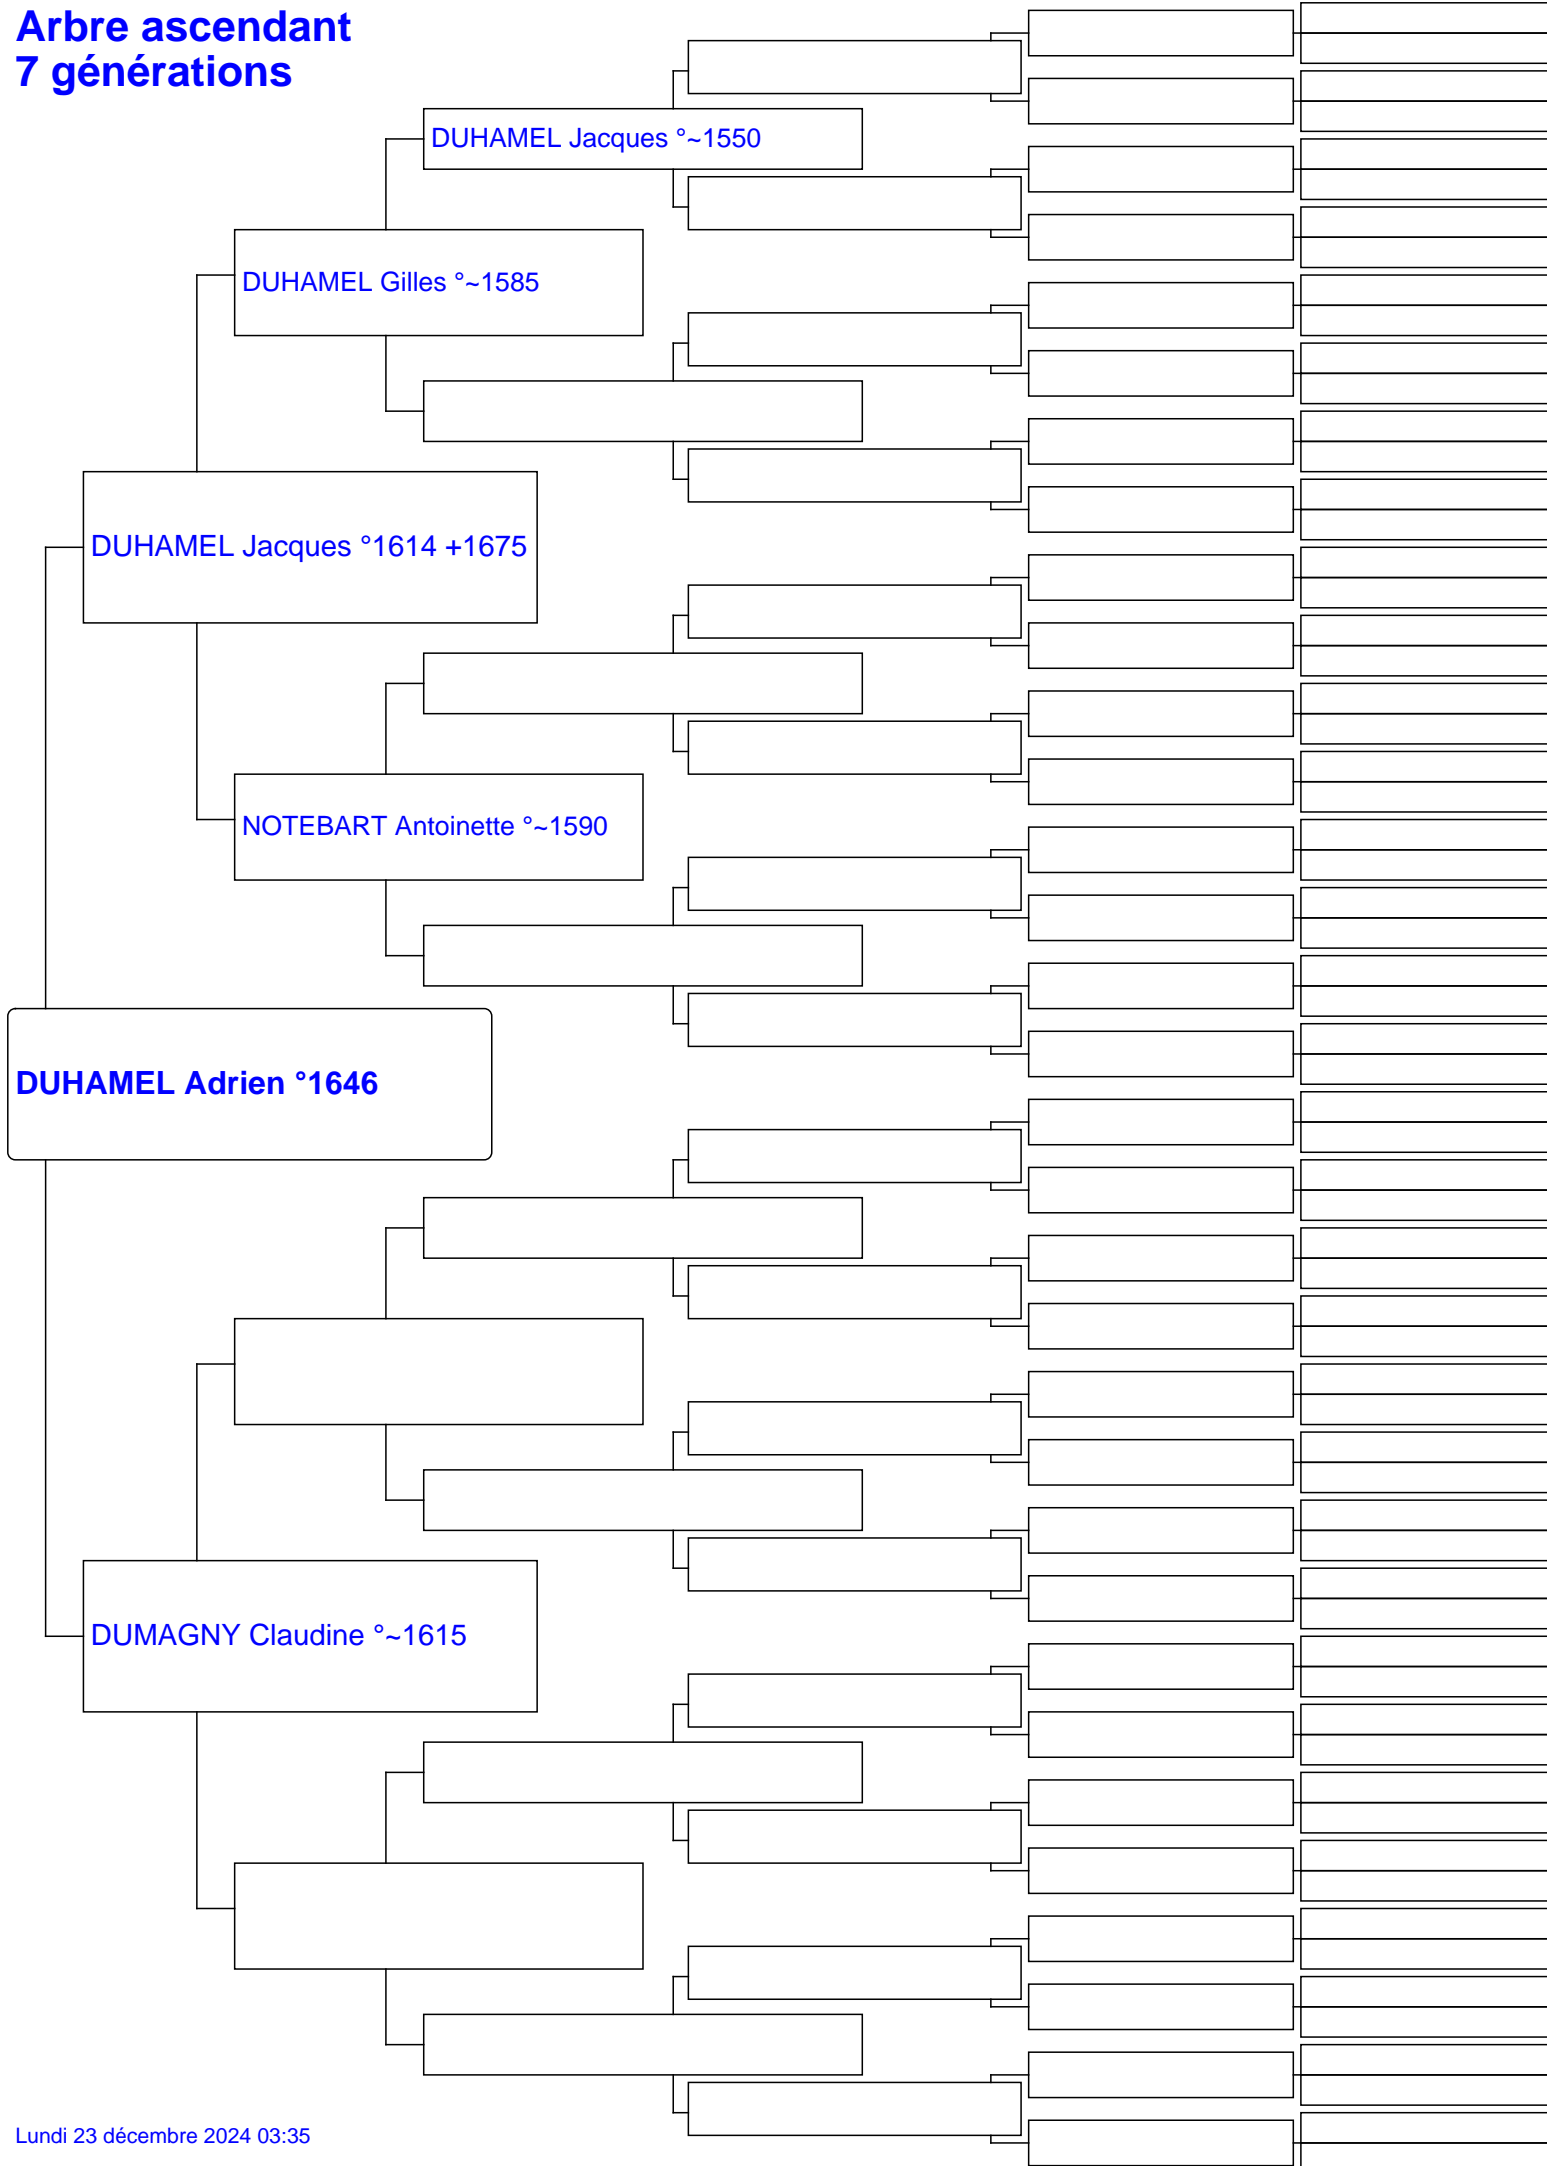 Arbre ascendant
7 générations
DUHAMEL Jacques °~1550
DUHAMEL Gilles °~1585
DUHAMEL Jacques °1614 +1675
NOTEBART Antoinette °~1590
DUHAMEL Adrien °1646
DUMAGNY Claudine °~1615
Lundi 23 décembre 2024 03:35